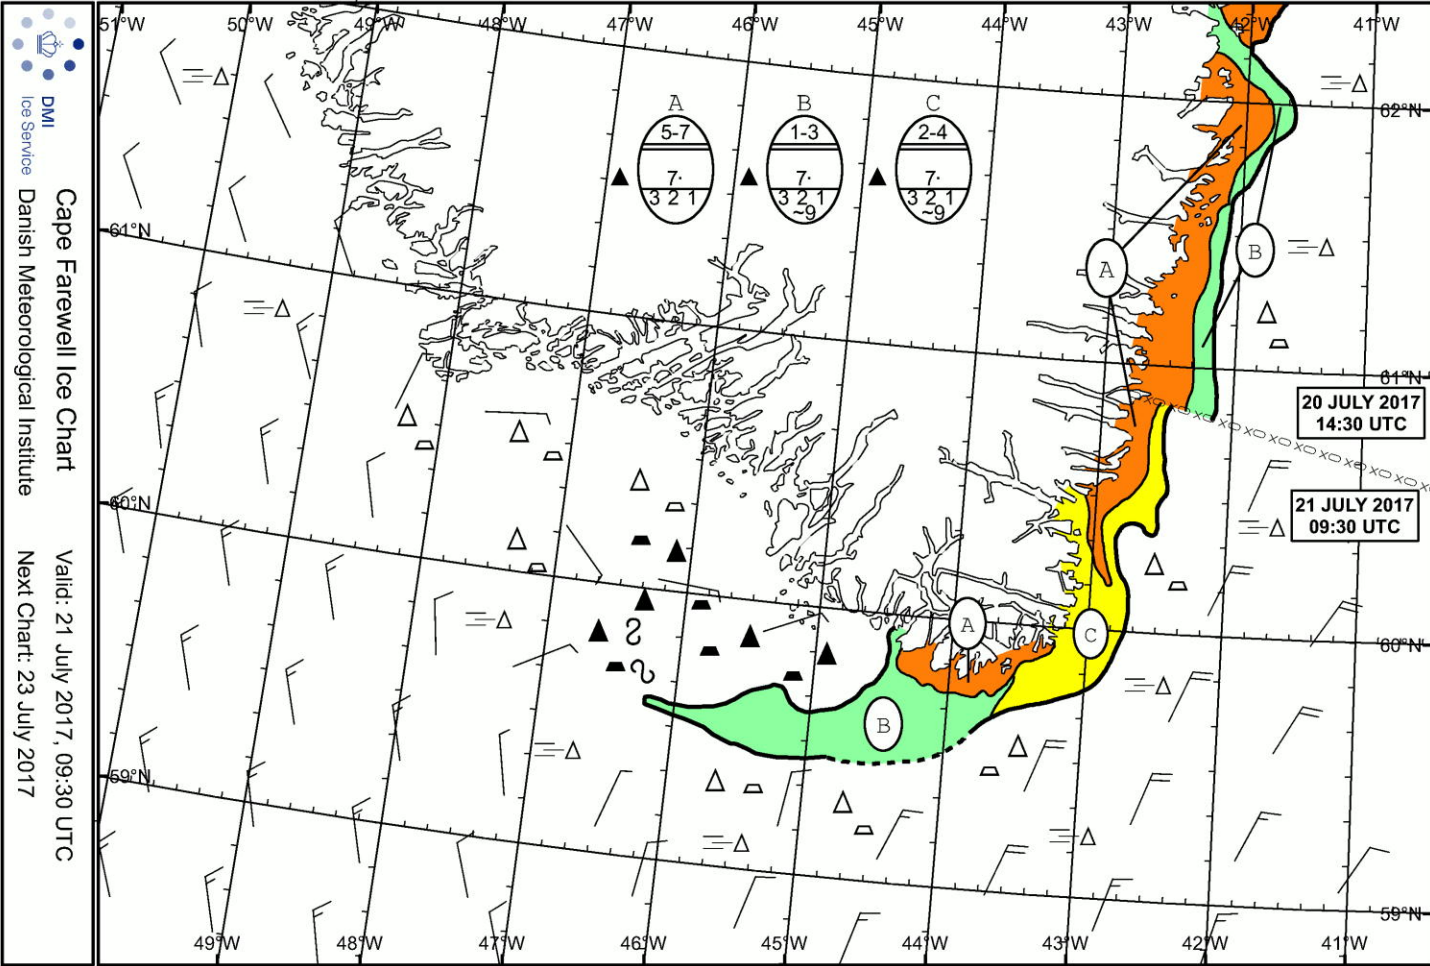 DMI
Ice Service
Cape Farewell Ice Chart
Danish Meteorological Institute
Valid: 21 July 2017, 09:30 UTC
Next Chart: 23 July 2017
51°W 50°W 49°W 48°W 47°W 46°W 45°W 44°W 43°W 42°W 41°W
A B C
5-7 1-3 2-4
7· 7· 7·
3 2 1 3 2 1 3 2 1
~9 ~9
62°N
61°N
A
B
61°N
20 JULY 2017
14:30 UTC
60°N
21 JULY 2017
09:30 UTC
A
C
60°N
B
59°N
59°N
49°W 48°W 47°W 46°W 45°W 44°W 43°W 42°W 41°W